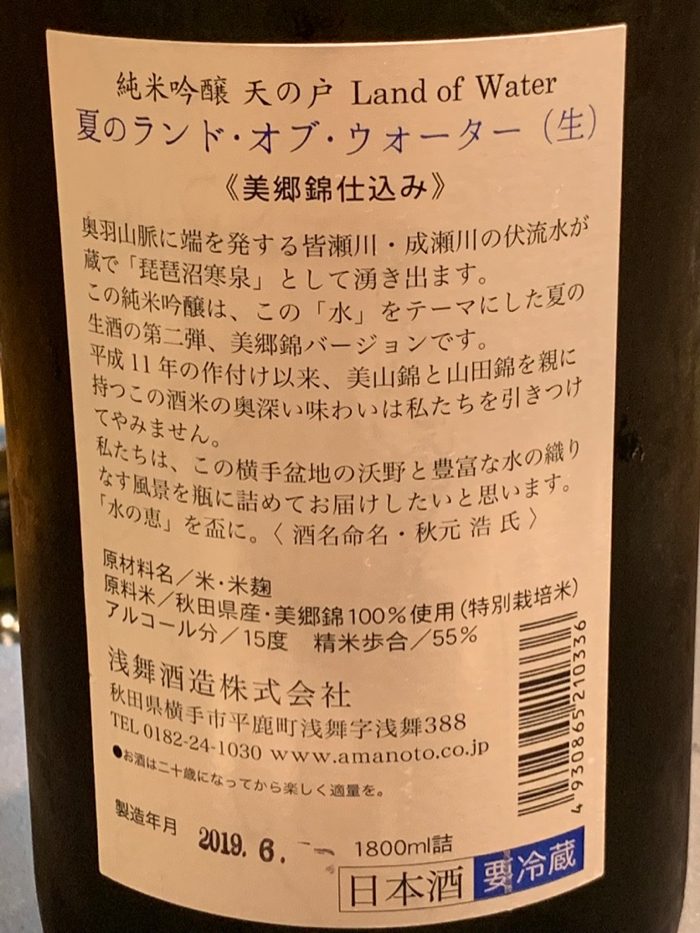 純米吟醸 天の戸 Land of Water
夏のランド・オブ・ウォーター（生）
《美郷錦仕込み》
奥羽山脈に端を発する皆瀬川・成瀬川の伏流水が
蔵で「琵琶沼寒泉」として湧き出ます。
この純米吟醸は、この「水」をテーマにした夏の
生酒の第二弾、美郷錦バージョンです。
平成11年の作付け以来、美山錦と山田錦を親に
持つこの酒米の奥深い味わいは私たちを引きつけ
てやみません。
私たちは、この横手盆地の沃野と豊富な水の織り
なす風景を瓶に詰めてお届けしたいと思います。
「水の恵」を盃に。〈 酒名命名・秋元 浩 氏 〉
原材料名／米・米麹
原料米／秋田県産・美郷錦100%使用（特別栽培米）
アルコール分／15度 精米歩合／55%
浅舞酒造株式会社
秋田県横手市平鹿町浅舞字浅舞388
TEL 0182-24-1030 www.amanoto.co.jp
●お酒は二十歳になってから楽しく適量を。
製造年月 2019. 6. 1800ml詰
日本酒 要冷蔵
4930865210336